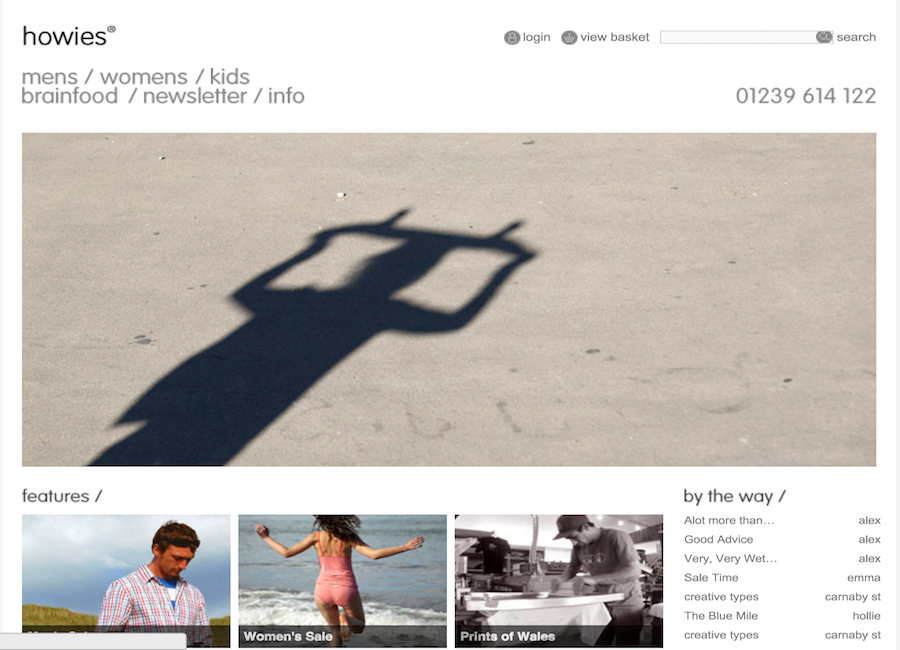 howies®
login view basket search
mens / womens / kids
brainfood / newsletter / info
01239 614 122
features /
by the way /
Alot more than... alex
Good Advice alex
Very, Very Wet... alex
Sale Time emma
creative types carnaby st
The Blue Mile hollie
creative types carnaby st
Women's Sale
Prints of Wales